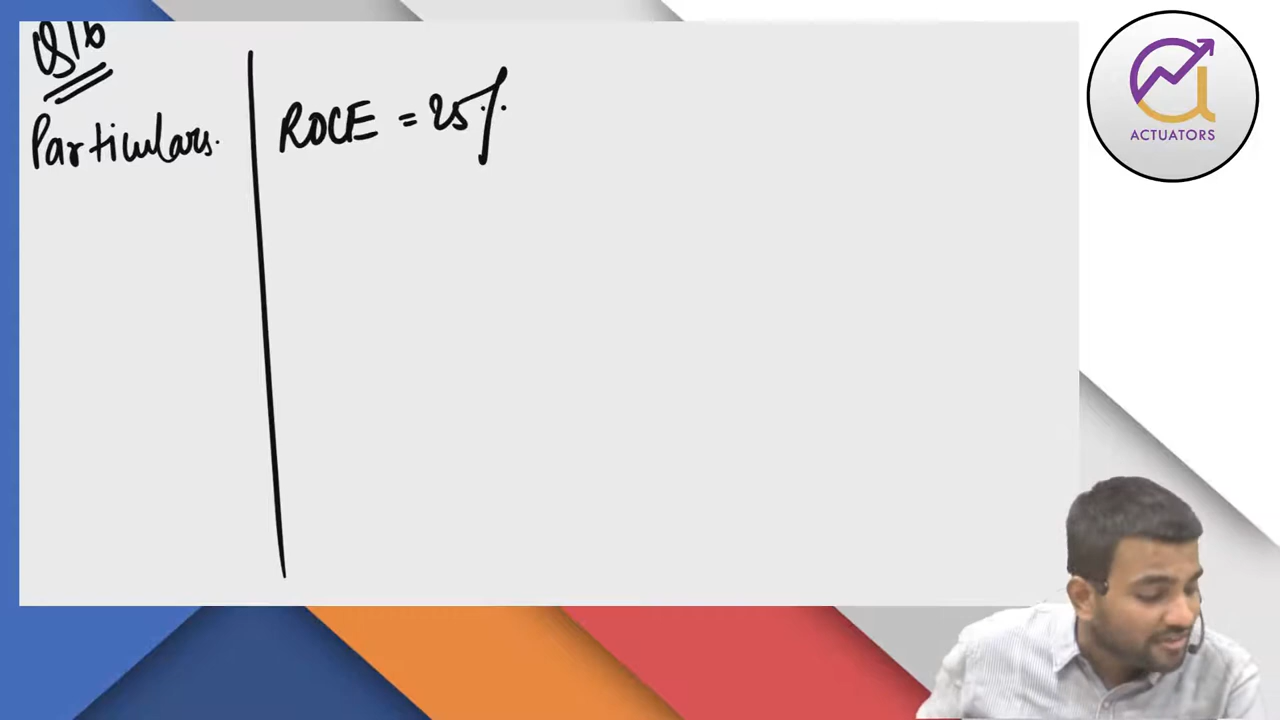 Q16
Particulars.
ROCE = 25%
ACTUATORS